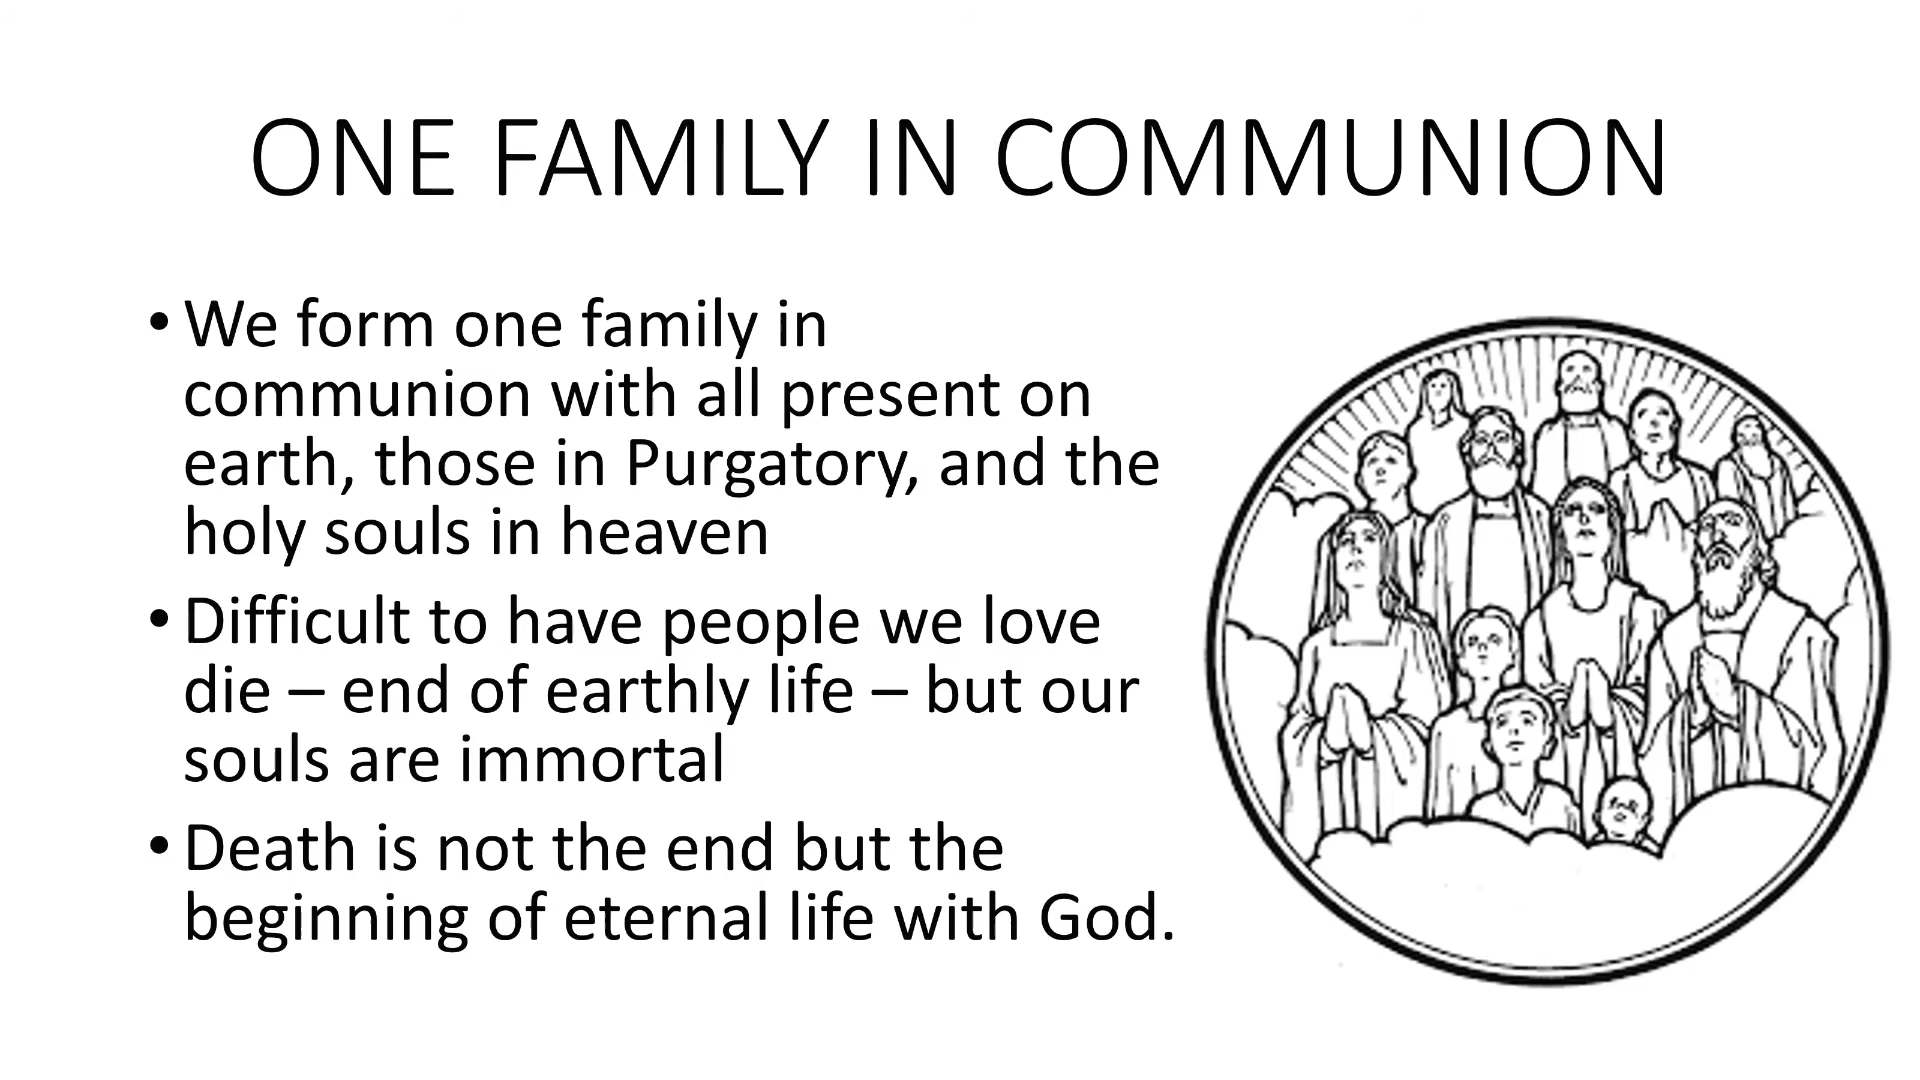 ONE FAMILY IN COMMUNION
• We form one family in
communion with all present on
earth, those in Purgatory, and the
holy souls in heaven
• Difficult to have people we love
die – end of earthly life – but our
souls are immortal
• Death is not the end but the
beginning of eternal life with God.